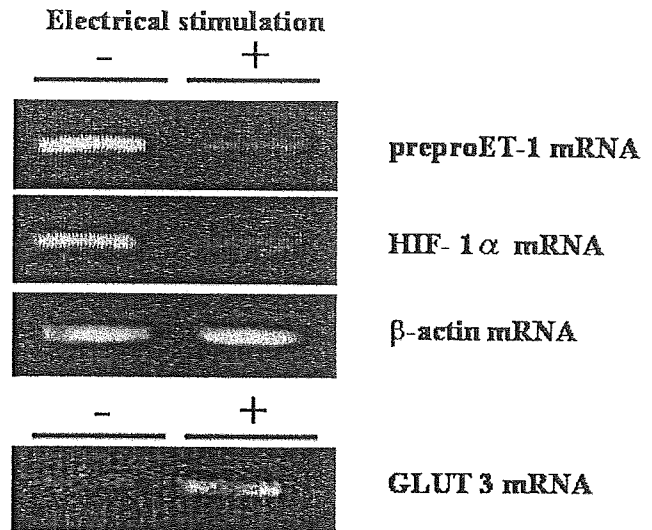 Electrical stimulation
- +
preproET-1 mRNA
HIF- 1α mRNA
β-actin mRNA
- +
GLUT 3 mRNA